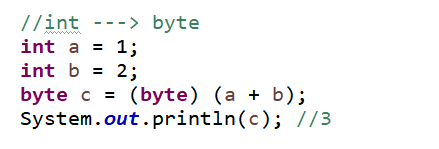 //int ---> byte
int a = 1;
int b = 2;
byte c = (byte) (a + b);
System.out.println(c); //3